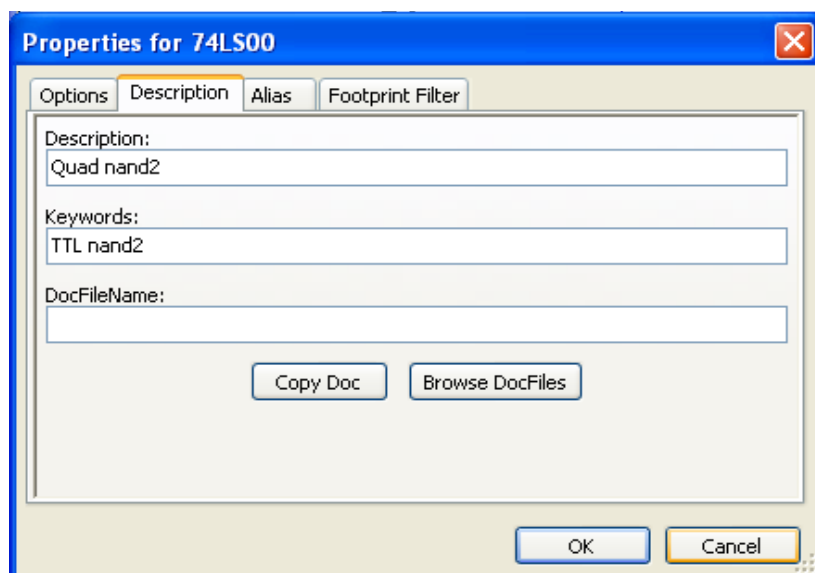 Properties for 74LS00
Options Description Alias Footprint Filter
Description:
Quad nand2
Keywords:
TTL nand2
DocFileName:
Copy Doc Browse DocFiles
OK Cancel